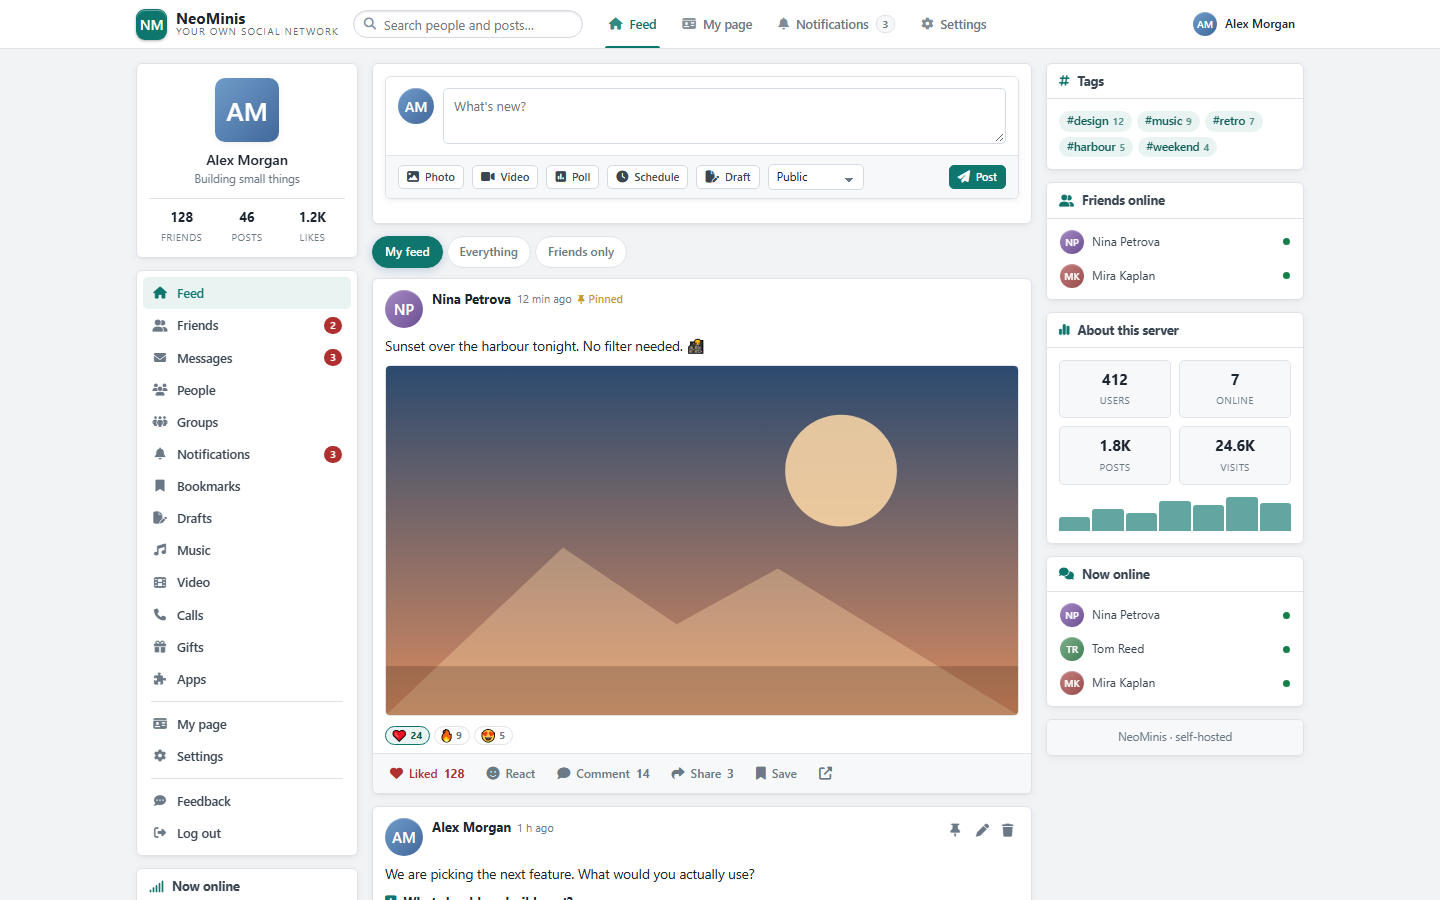 NM
NeoMinis
YOUR OWN SOCIAL NETWORK
Search people and posts...
Feed
My page
Notifications 3
Settings
AM
Alex Morgan
AM
Alex Morgan
Building small things
128 FRIENDS
46 POSTS
1.2K LIKES
Feed
Friends 2
Messages 3
People
Groups
Notifications 3
Bookmarks
Drafts
Music
Video
Calls
Gifts
Apps
My page
Settings
Feedback
Log out
Now online
AM
What's new?
Photo
Video
Poll
Schedule
Draft
Public
Post
My feed
Everything
Friends only
NP
Nina Petrova 12 min ago Pinned
Sunset over the harbour tonight. No filter needed.
24
9
5
Liked 128
React
Comment 14
Share 3
Save
AM
Alex Morgan 1 h ago
We are picking the next feature. What would you actually use?
# Tags
#design 12
#music 9
#retro 7
#harbour 5
#weekend 4
Friends online
NP Nina Petrova
MK Mira Kaplan
About this server
412 USERS
7 ONLINE
1.8K POSTS
24.6K VISITS
Now online
NP Nina Petrova
TR Tom Reed
MK Mira Kaplan
NeoMinis · self-hosted